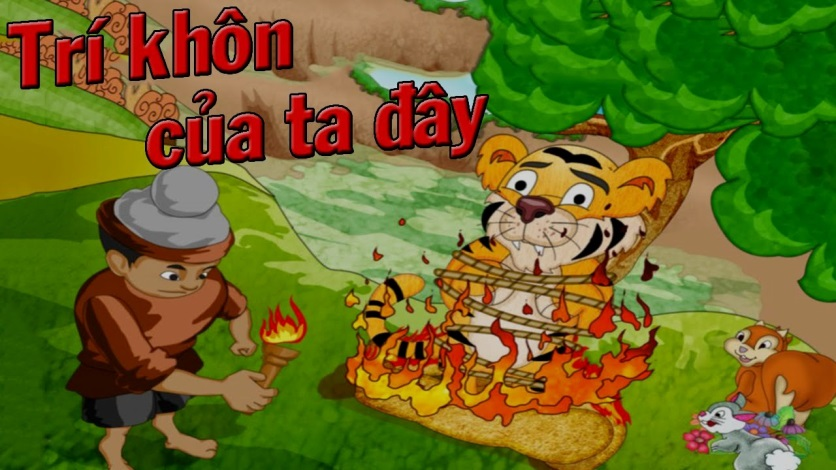 Trí khôn
của ta đây